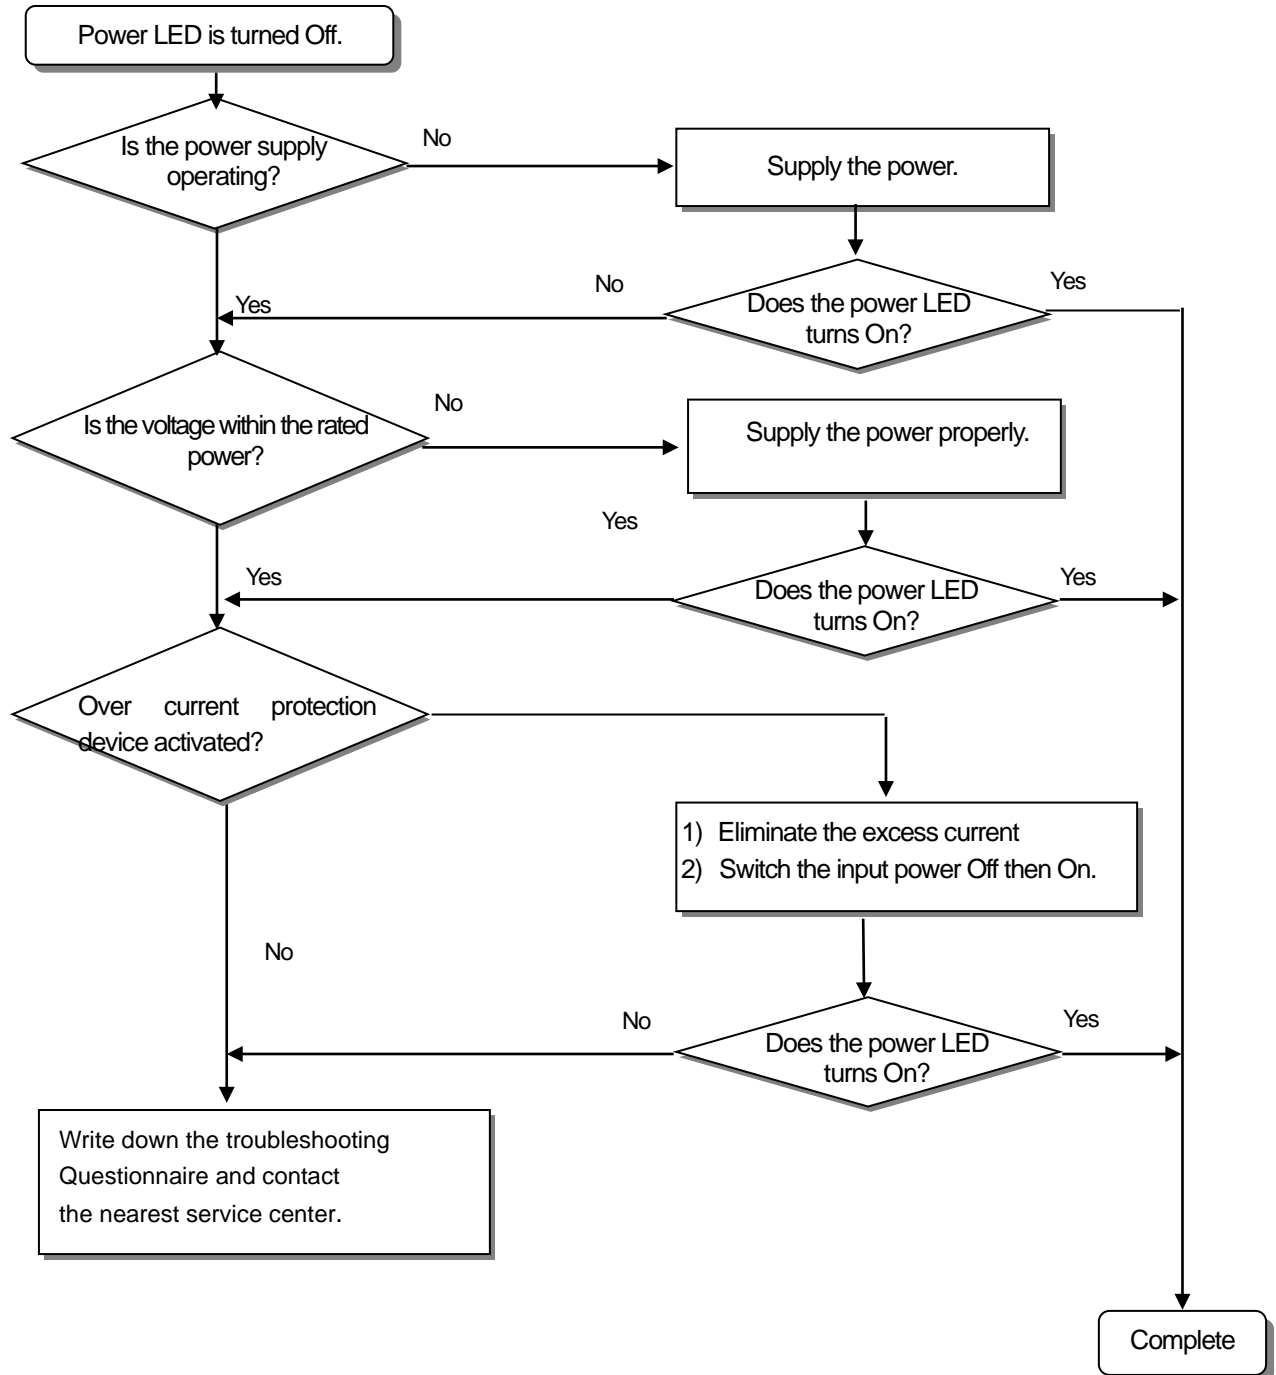 Power LED is turned Off.
Is the power supply
operating?
No
Supply the power.
Yes
No
Does the power LED
turns On?
Yes
Is the voltage within the rated
power?
No
Supply the power properly.
Yes
Yes
Does the power LED
turns On?
Yes
Over current protection
device activated?
1) Eliminate the excess current
2) Switch the input power Off then On.
No
No
Does the power LED
turns On?
Yes
Write down the troubleshooting
Questionnaire and contact
the nearest service center.
Complete